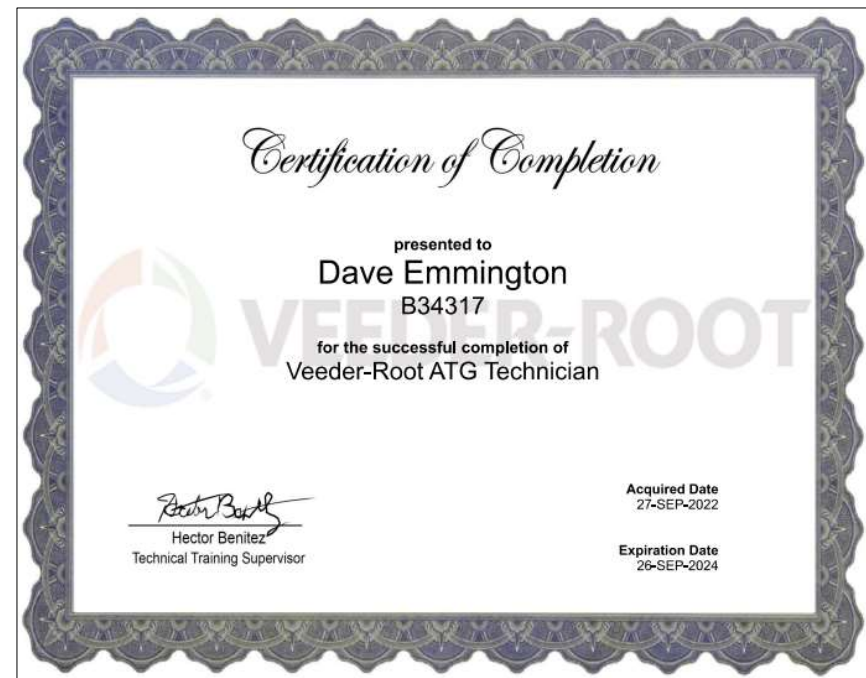 Certification of Completion
presented to
Dave Emmington
B34317
VEEDER-ROOT
for the successful completion of
Veeder-Root ATG Technician
Hector Benitez
Technical Training Supervisor
Acquired Date
27-SEP-2022
Expiration Date
26-SEP-2024